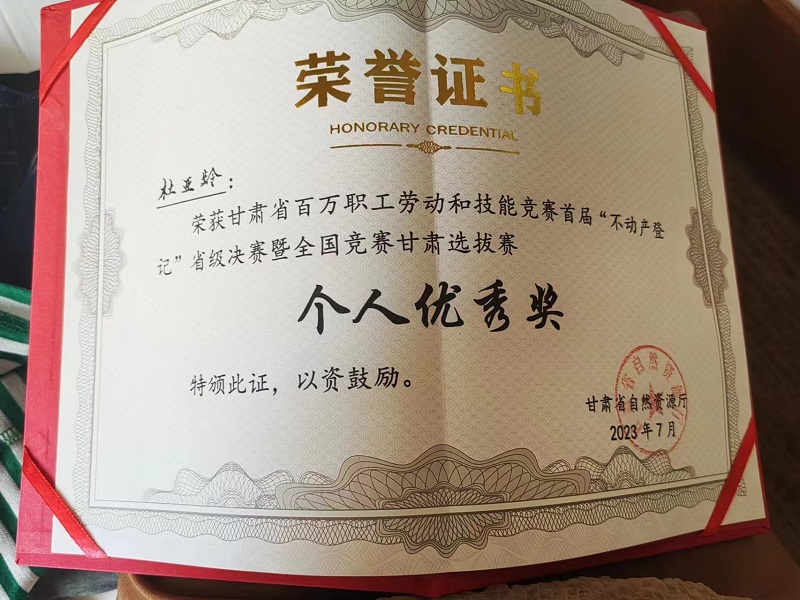 荣誉证书
HONORARY CREDENTIAL
杜亚龄：
荣获甘肃省百万职工劳动和技能竞赛首届“不动产登
记”省级决赛暨全国竞赛甘肃选拔赛
个人优秀奖
特颁此证，以资鼓励。
甘肃省自然资源厅
2023年7月